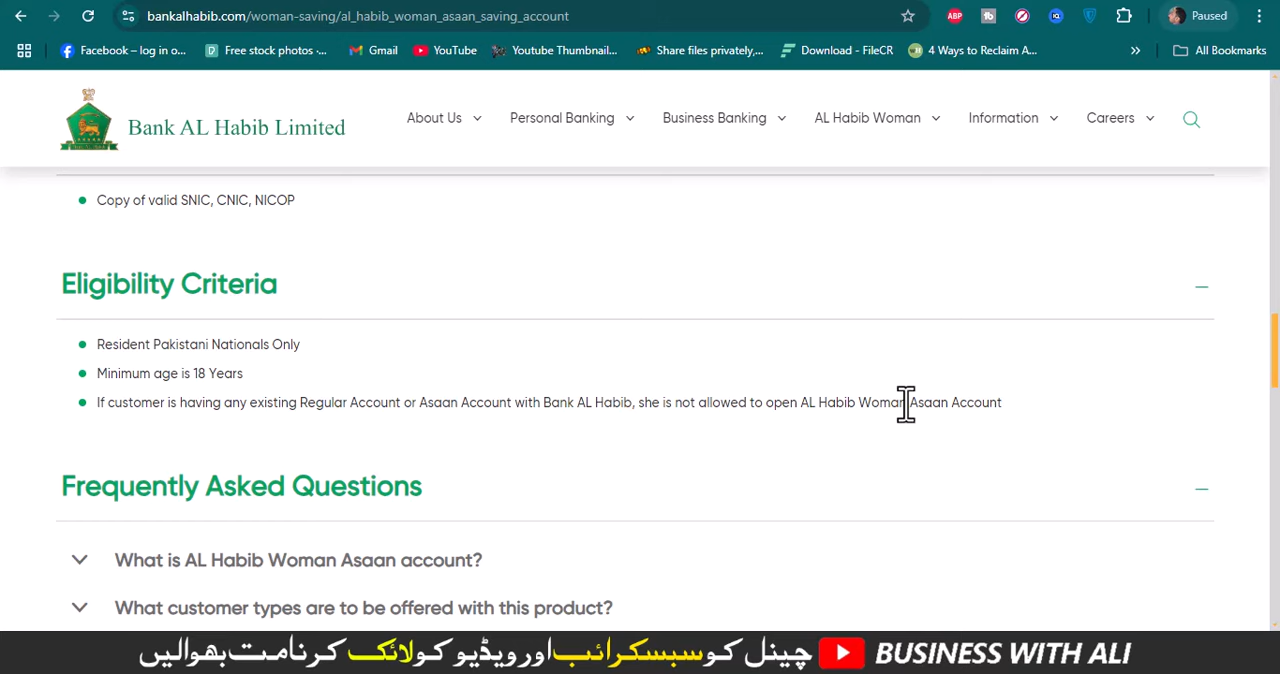 bankalhabib.com/woman-saving/al_habib_woman_asaan_saving_account
ABP
Paused
Facebook – log in o...
Free stock photos -...
Gmail
YouTube
Youtube Thumbnail...
Share files privately,...
Download - FileCR
4 Ways to Reclaim A...
All Bookmarks
Bank AL Habib Limited
About Us
Personal Banking
Business Banking
AL Habib Woman
Information
Careers
Copy of valid SNIC, CNIC, NICOP
Eligibility Criteria
Resident Pakistani Nationals Only
Minimum age is 18 Years
If customer is having any existing Regular Account or Asaan Account with Bank AL Habib, she is not allowed to open AL Habib Woman Asaan Account
Frequently Asked Questions
What is AL Habib Woman Asaan account?
What customer types are to be offered with this product?
چینل کو سبسکرائب اور ویڈیو کو لائک کرنا مت بھولیں
BUSINESS WITH ALI